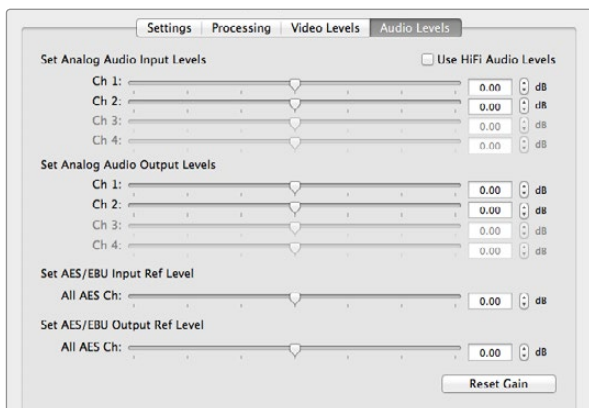 Settings Processing Video Levels Audio Levels
Set Analog Audio Input Levels Use HiFi Audio Levels
Ch 1: 0.00 dB
Ch 2: 0.00 dB
Ch 3: 0.00 dB
Ch 4: 0.00 dB
Set Analog Audio Output Levels
Ch 1: 0.00 dB
Ch 2: 0.00 dB
Ch 3: 0.00 dB
Ch 4: 0.00 dB
Set AES/EBU Input Ref Level
All AES Ch: 0.00 dB
Set AES/EBU Output Ref Level
All AES Ch: 0.00 dB
Reset Gain